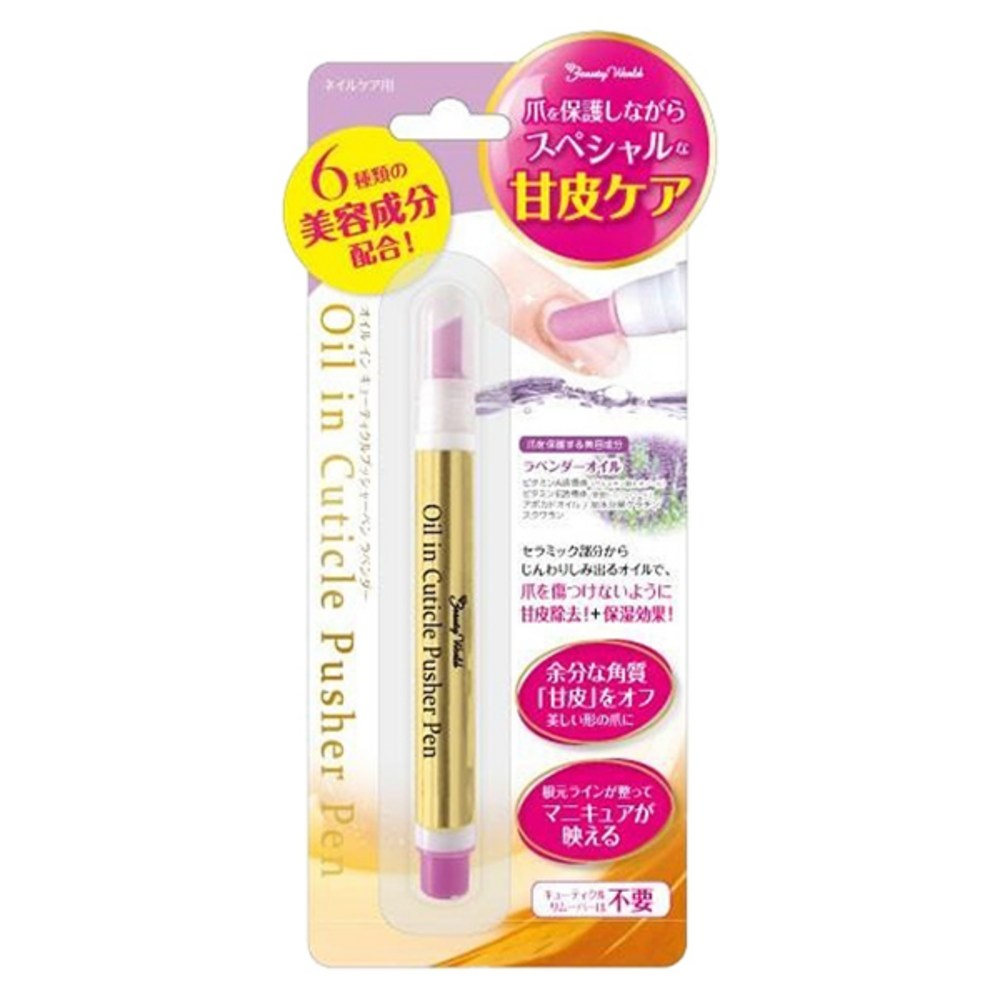 ネイルケア用
Beauty World
爪を保護しながら
スペシャルな
甘皮ケア
6種類の
美容成分
配合!
オイル イン キューティクルプッシャーペン ラベンダー
Oil in Cuticle Pusher Pen
Beauty World
Oil in Cuticle Pusher Pen
爪を保護する美容成分
ラベンダーオイル
スクワラン
セラミック部分から
じんわりしみ出るオイルで、
爪を傷つけないように
甘皮除去!+保湿効果!
余分な角質
「甘皮」をオフ
美しい形の爪に
根元ラインが整って
マニキュアが
映える
キューティクル
リムーバーは不要